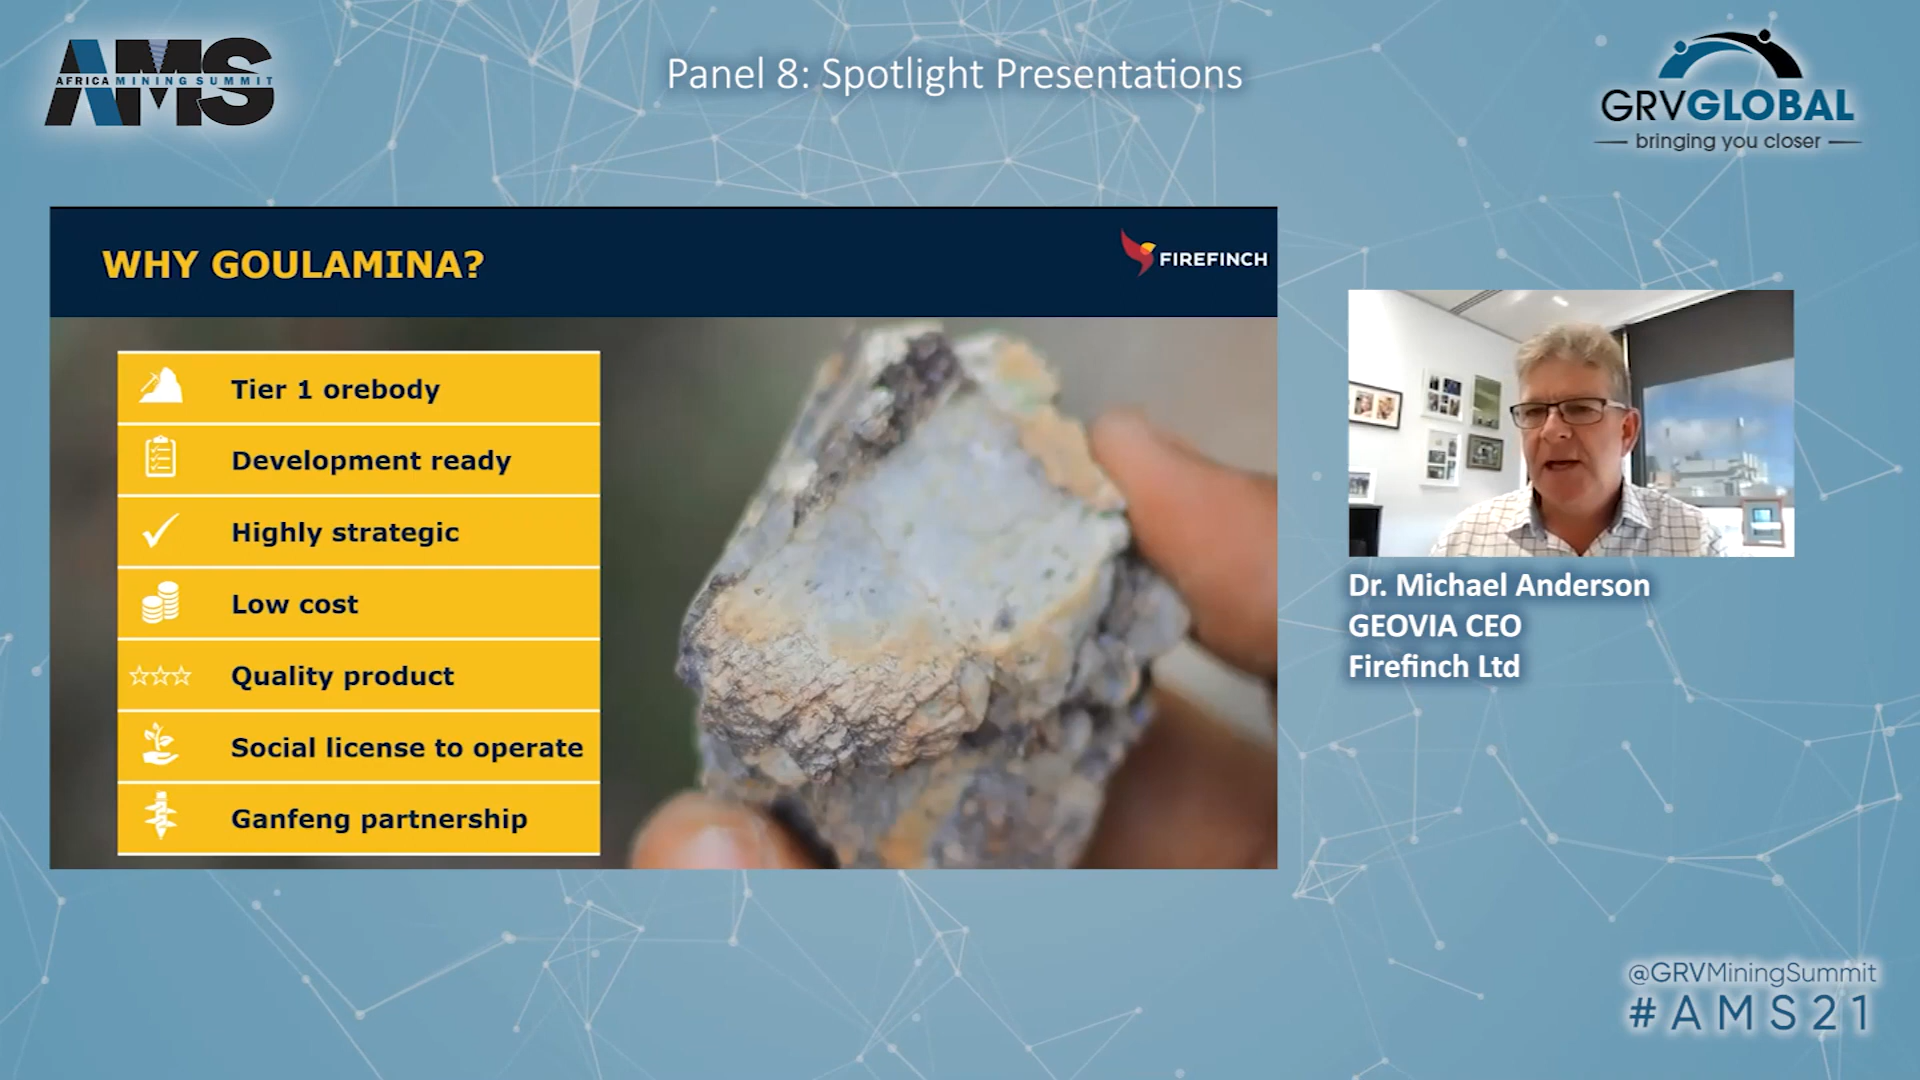 AMS
AFRICA MINING SUMMIT
Panel 8: Spotlight Presentations
GRVGLOBAL
bringing you closer
WHY GOULAMINA?
FIREFINCH
Tier 1 orebody
Development ready
Highly strategic
Low cost
Quality product
Social license to operate
Ganfeng partnership
Dr. Michael Anderson
GEOVIA CEO
Firefinch Ltd
@GRVMiningSummit
#AMS21